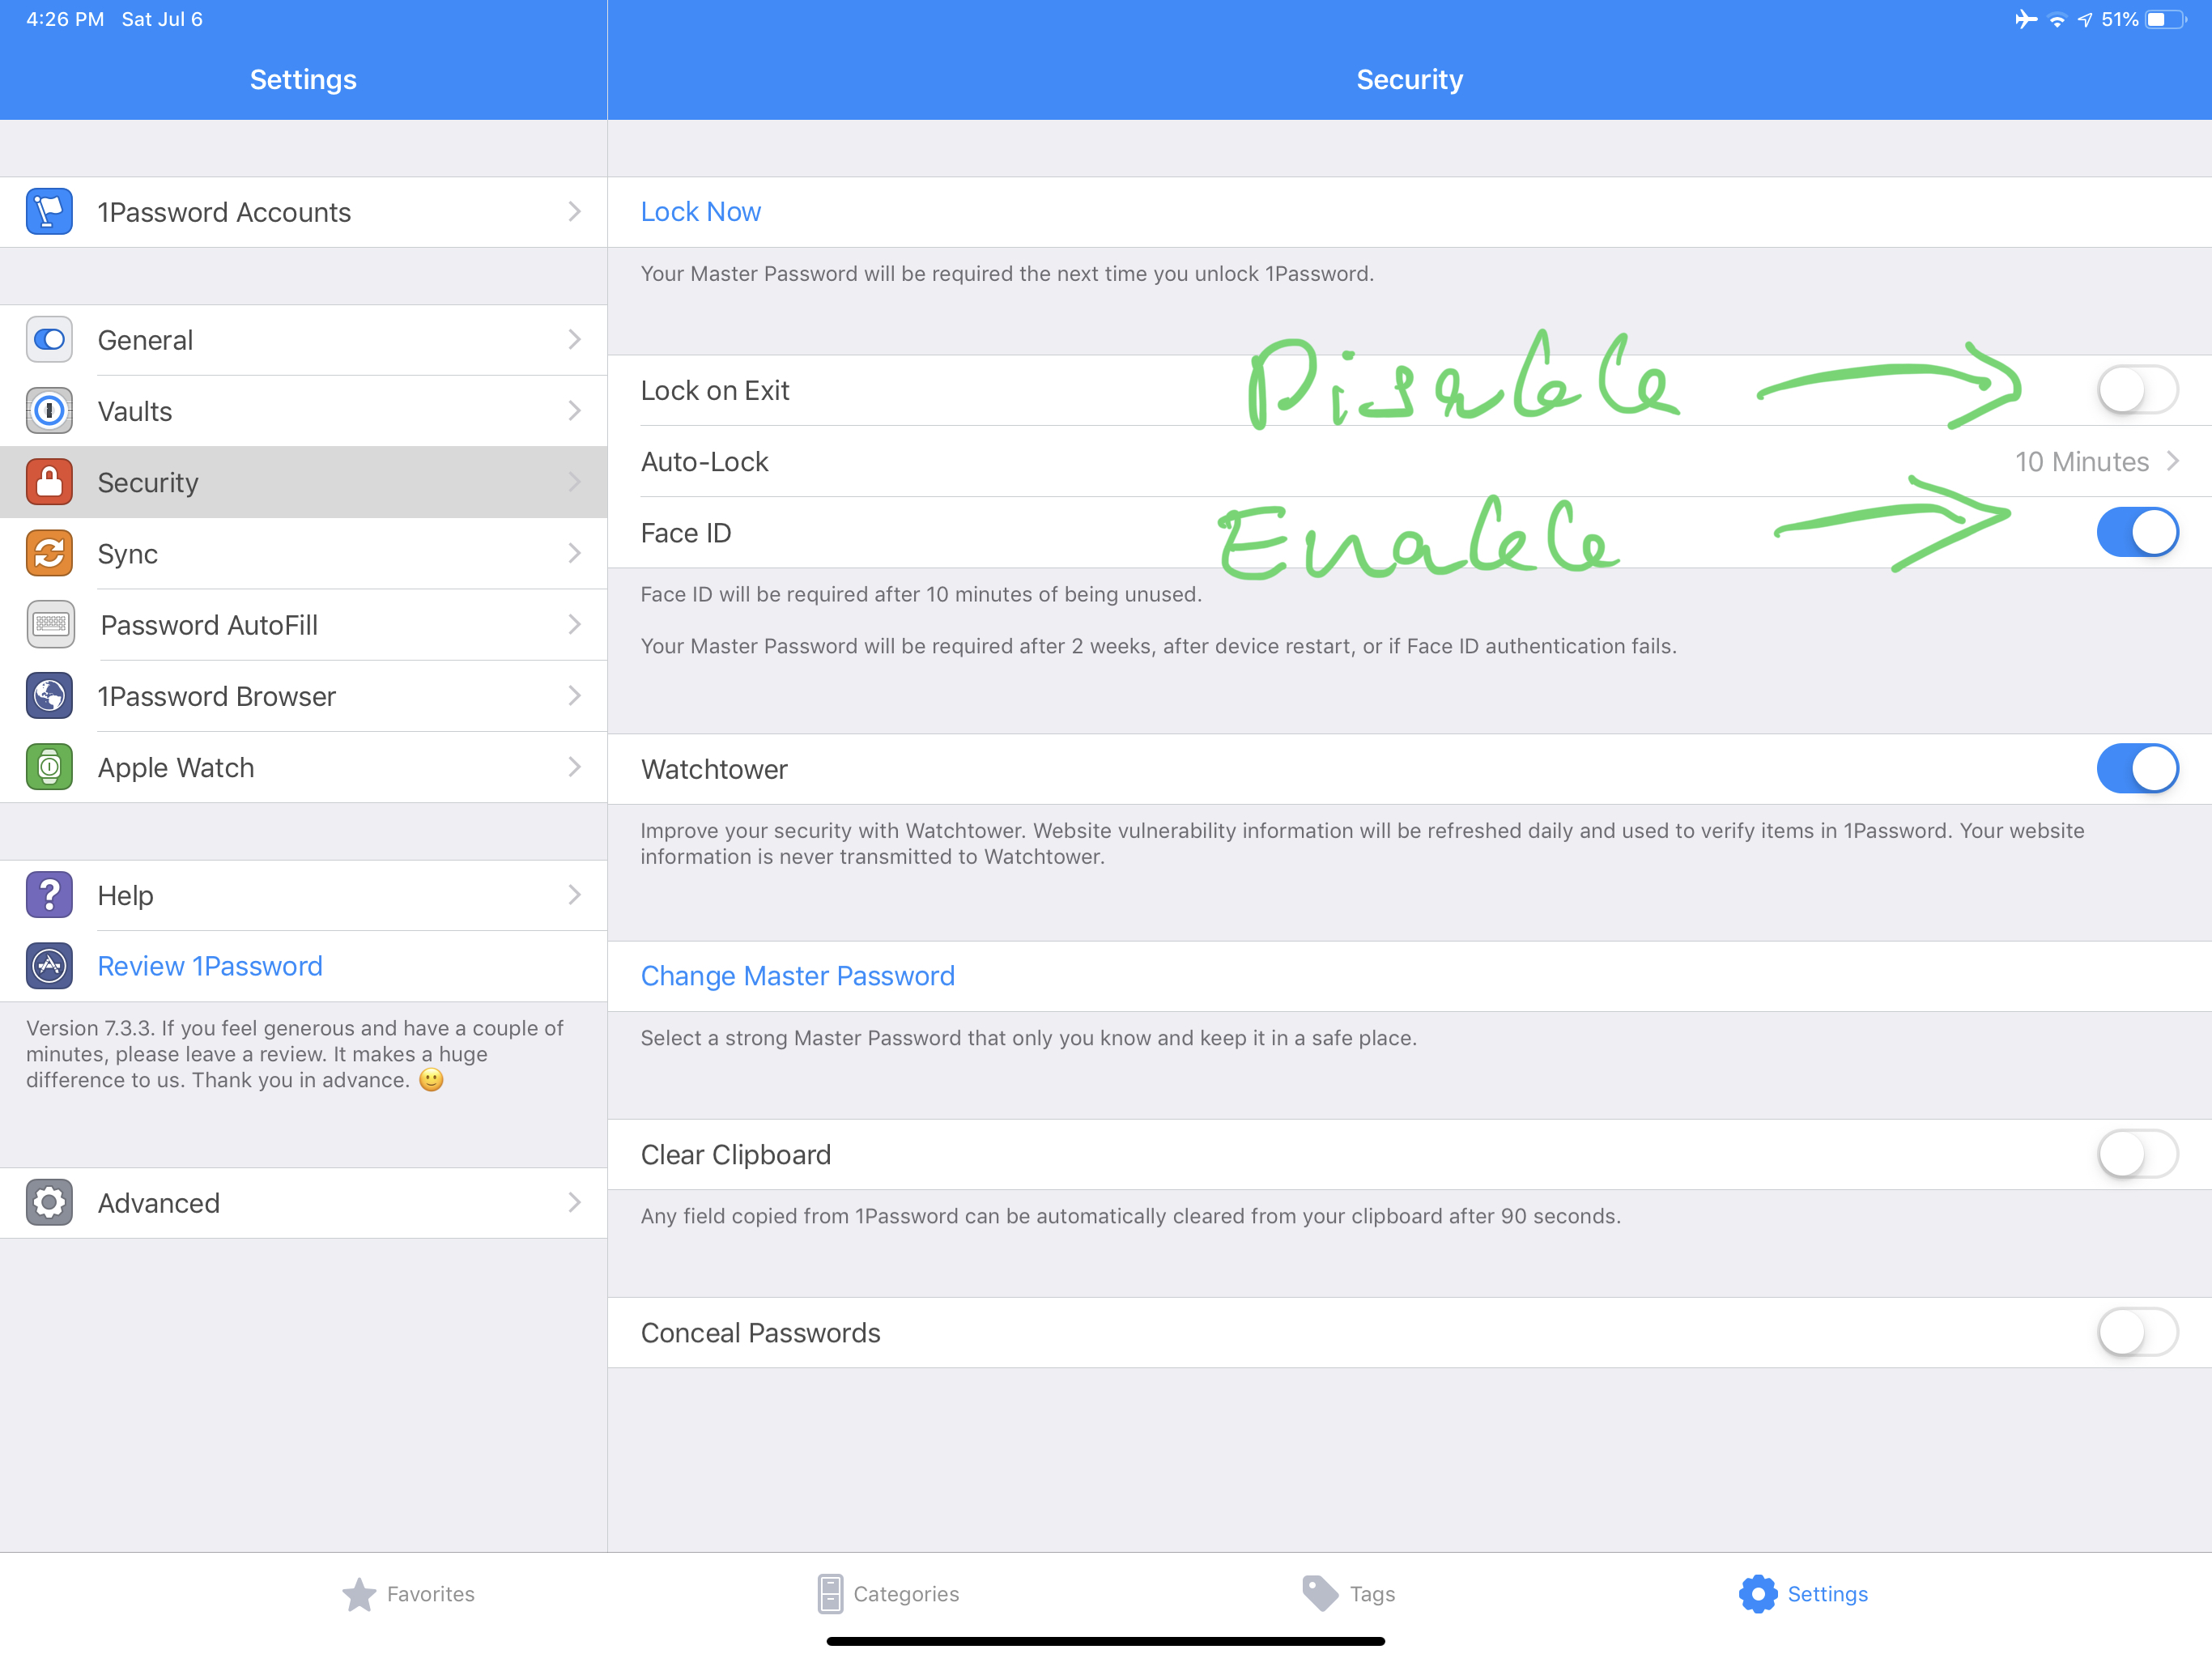 4:26 PM Sat Jul 6
51%
Settings
1Password Accounts
General
Vaults
Security
Sync
Password AutoFill
1Password Browser
Apple Watch
Help
Review 1Password
Version 7.3.3. If you feel generous and have a couple of
minutes, please leave a review. It makes a huge
difference to us. Thank you in advance. 🙂
Advanced
Security
Lock Now
Your Master Password will be required the next time you unlock 1Password.
Lock on Exit
Disable
Auto-Lock
10 Minutes
Face ID
Enable
Face ID will be required after 10 minutes of being unused.
Your Master Password will be required after 2 weeks, after device restart, or if Face ID authentication fails.
Watchtower
Improve your security with Watchtower. Website vulnerability information will be refreshed daily and used to verify items in 1Password. Your website
information is never transmitted to Watchtower.
Change Master Password
Select a strong Master Password that only you know and keep it in a safe place.
Clear Clipboard
Any field copied from 1Password can be automatically cleared from your clipboard after 90 seconds.
Conceal Passwords
Favorites
Categories
Tags
Settings